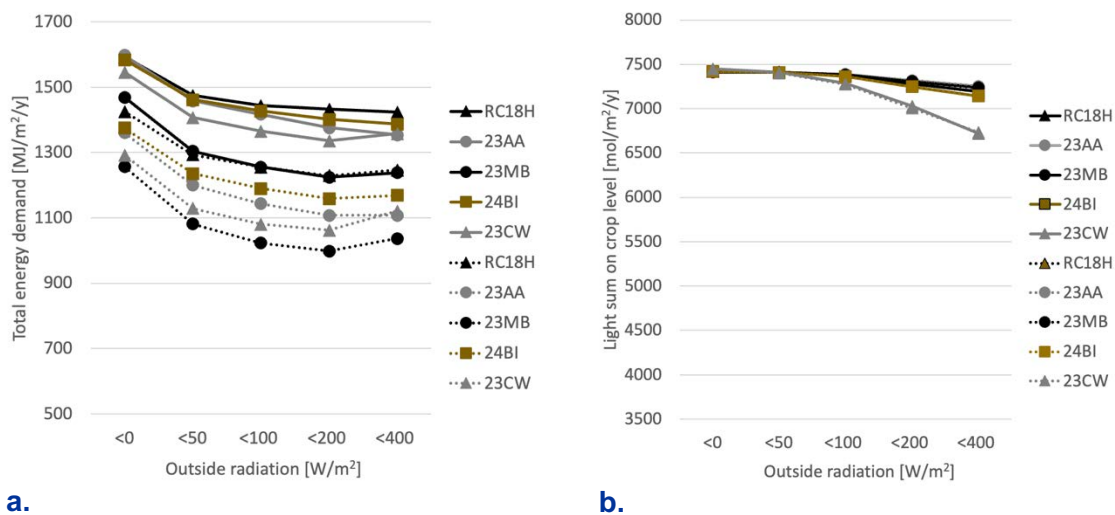 Total energy demand [MJ/m²/y]
1700
1500
1300
1100
900
700
500
<0
<50
<100
<200
<400
Outside radiation [W/m²]
RC18H
23AA
23MB
24BI
23CW
RC18H
23AA
23MB
24BI
23CW
a.
Light sum on crop level [mol/m²/y]
8000
7500
7000
6500
6000
5500
5000
4500
4000
3500
<0
<50
<100
<200
<400
Outside radiation [W/m²]
RC18H
23AA
23MB
24BI
23CW
RC18H
23AA
23MB
24BI
23CW
b.